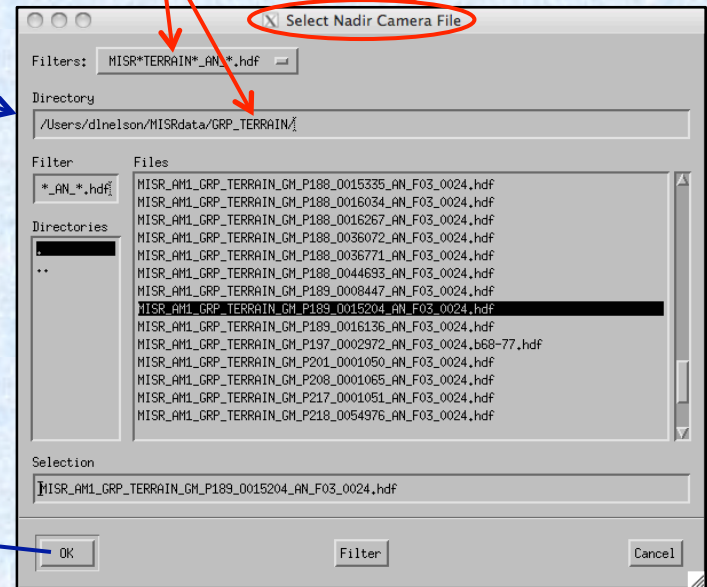 Select Nadir Camera File
Filters: MISR*TERRAIN*_AN_*.hdf
Directory
/Users/dlnelson/MISRdata/GRP_TERRAIN/
Filter
Files
*_AN_*.hdf
MISR_AM1_GRP_TERRAIN_GM_P188_0015335_AN_F03_0024.hdf
MISR_AM1_GRP_TERRAIN_GM_P188_0016034_AN_F03_0024.hdf
MISR_AM1_GRP_TERRAIN_GM_P188_0016267_AN_F03_0024.hdf
MISR_AM1_GRP_TERRAIN_GM_P188_0036072_AN_F03_0024.hdf
MISR_AM1_GRP_TERRAIN_GM_P188_0036771_AN_F03_0024.hdf
MISR_AM1_GRP_TERRAIN_GM_P188_0044693_AN_F03_0024.hdf
MISR_AM1_GRP_TERRAIN_GM_P189_0008447_AN_F03_0024.hdf
MISR_AM1_GRP_TERRAIN_GM_P189_0015204_AN_F03_0024.hdf
MISR_AM1_GRP_TERRAIN_GM_P189_0016136_AN_F03_0024.hdf
MISR_AM1_GRP_TERRAIN_GM_P197_0002972_AN_F03_0024.b68-77.hdf
MISR_AM1_GRP_TERRAIN_GM_P201_0001050_AN_F03_0024.hdf
MISR_AM1_GRP_TERRAIN_GM_P208_0001065_AN_F03_0024.hdf
MISR_AM1_GRP_TERRAIN_GM_P217_0001051_AN_F03_0024.hdf
MISR_AM1_GRP_TERRAIN_GM_P218_0054976_AN_F03_0024.hdf
Directories
.
..
Selection
MISR_AM1_GRP_TERRAIN_GM_P189_0015204_AN_F03_0024.hdf
OK
Filter
Cancel